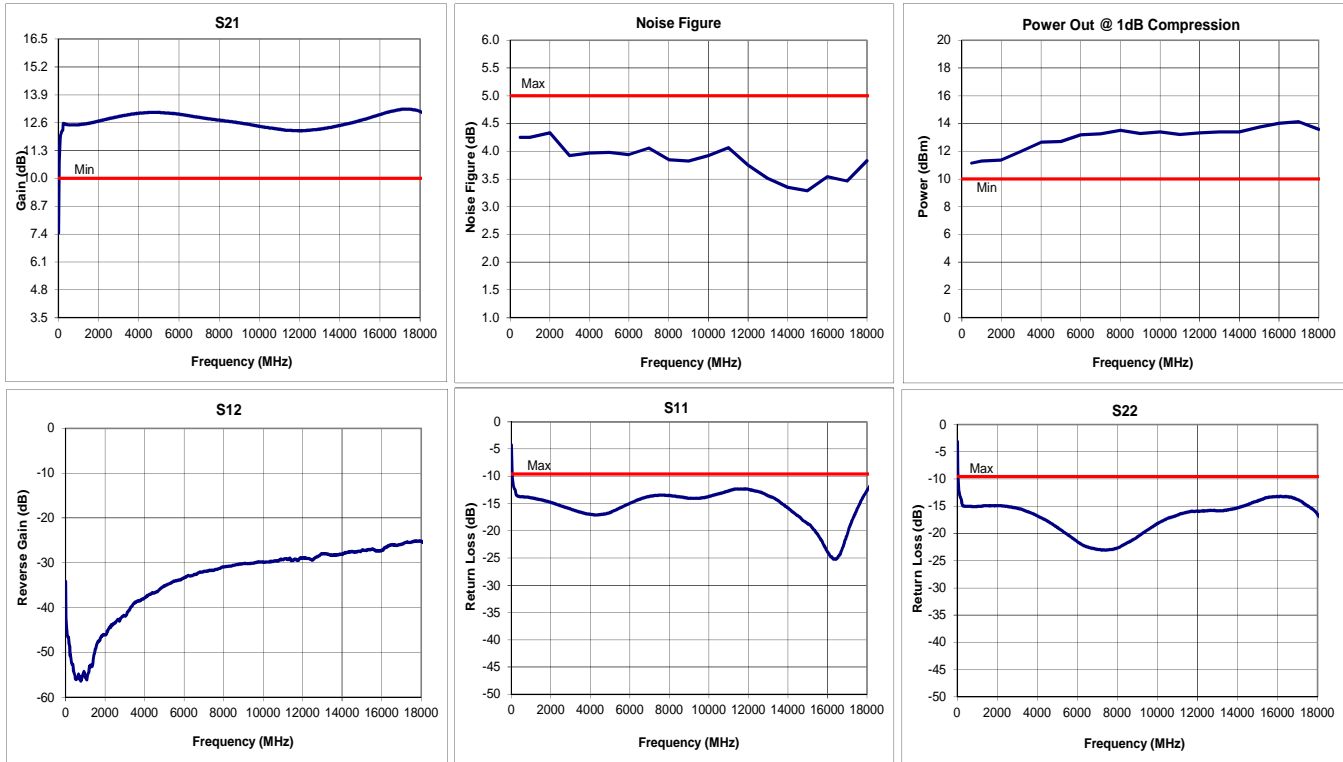 S21
16.5
15.2
13.9
12.6
11.3
10.0
8.7
7.4
6.1
4.8
3.5
Gain (dB)
Min
0 2000 4000 6000 8000 10000 12000 14000 16000 18000
Frequency (MHz)
Noise Figure
6.0
5.5
5.0
4.5
4.0
3.5
3.0
2.5
2.0
1.5
1.0
Noise Figure (dB)
Max
0 2000 4000 6000 8000 10000 12000 14000 16000 18000
Frequency (MHz)
Power Out @ 1dB Compression
20
18
16
14
12
10
8
6
4
2
0
Power (dBm)
Min
0 2000 4000 6000 8000 10000 12000 14000 16000 18000
Frequency (MHz)
S12
0
-10
-20
-30
-40
-50
-60
Reverse Gain (dB)
0 2000 4000 6000 8000 10000 12000 14000 16000 18000
Frequency (MHz)
S11
0
-5
-10
-15
-20
-25
-30
-35
-40
-45
-50
Return Loss (dB)
Max
0 2000 4000 6000 8000 10000 12000 14000 16000 18000
Frequency (MHz)
S22
0
-5
-10
-15
-20
-25
-30
-35
-40
-45
-50
Return Loss (dB)
Max
0 2000 4000 6000 8000 10000 12000 14000 16000 18000
Frequency (MHz)